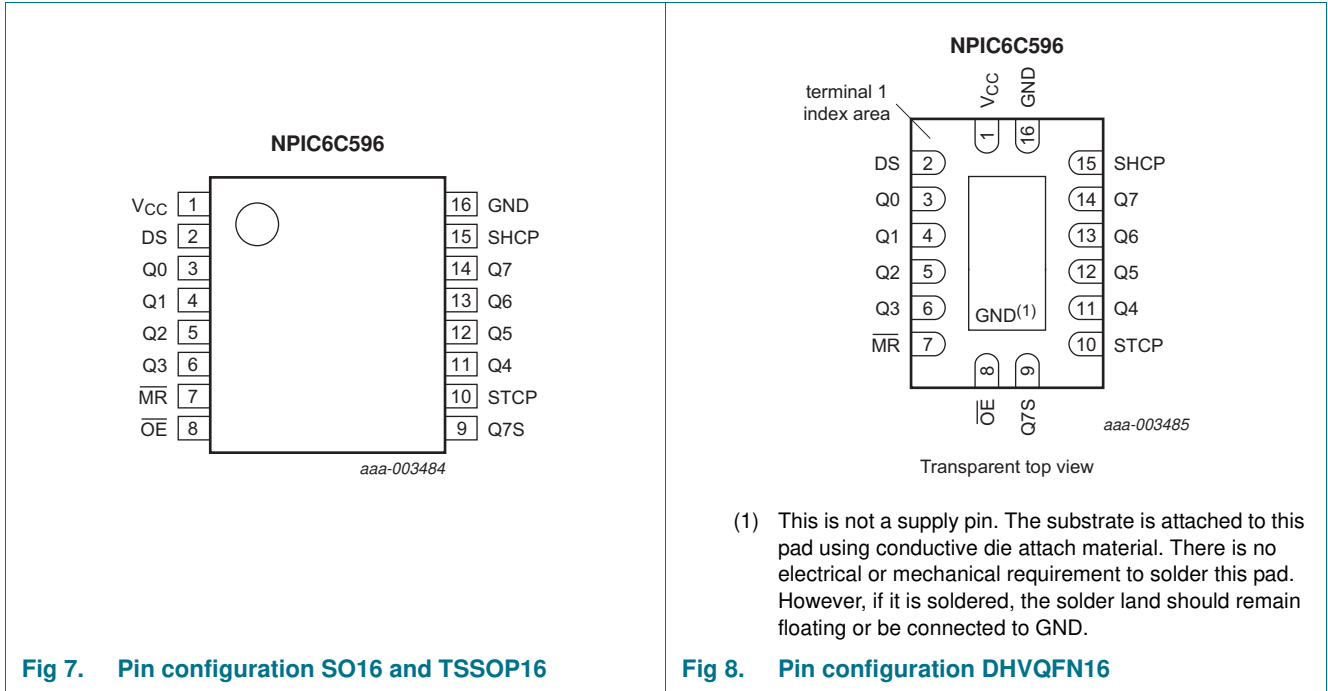 NPIC6C596
VCC 1
DS 2
Q0 3
Q1 4
Q2 5
Q3 6
MR 7
OE 8
16 GND
15 SHCP
14 Q7
13 Q6
12 Q5
11 Q4
10 STCP
9 Q7S
aaa-003484
Fig 7. Pin configuration SO16 and TSSOP16
NPIC6C596
terminal 1
index area
VCC
GND
1
16
DS 2
Q0 3
Q1 4
Q2 5
Q3 6
MR 7
15 SHCP
14 Q7
13 Q6
12 Q5
11 Q4
10 STCP
GND(1)
8
9
OE
Q7S
aaa-003485
Transparent top view
(1) This is not a supply pin. The substrate is attached to this
pad using conductive die attach material. There is no
electrical or mechanical requirement to solder this pad.
However, if it is soldered, the solder land should remain
floating or be connected to GND.
Fig 8. Pin configuration DHVQFN16